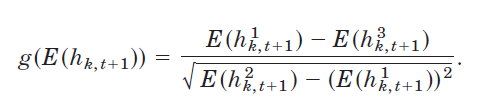 g(E(h_{k,t+1})) = \frac{E(h^1_{k,t+1}) - E(h^3_{k,t+1})}{\sqrt{E(h^2_{k,t+1}) - (E(h^1_{k,t+1}))^2}}.